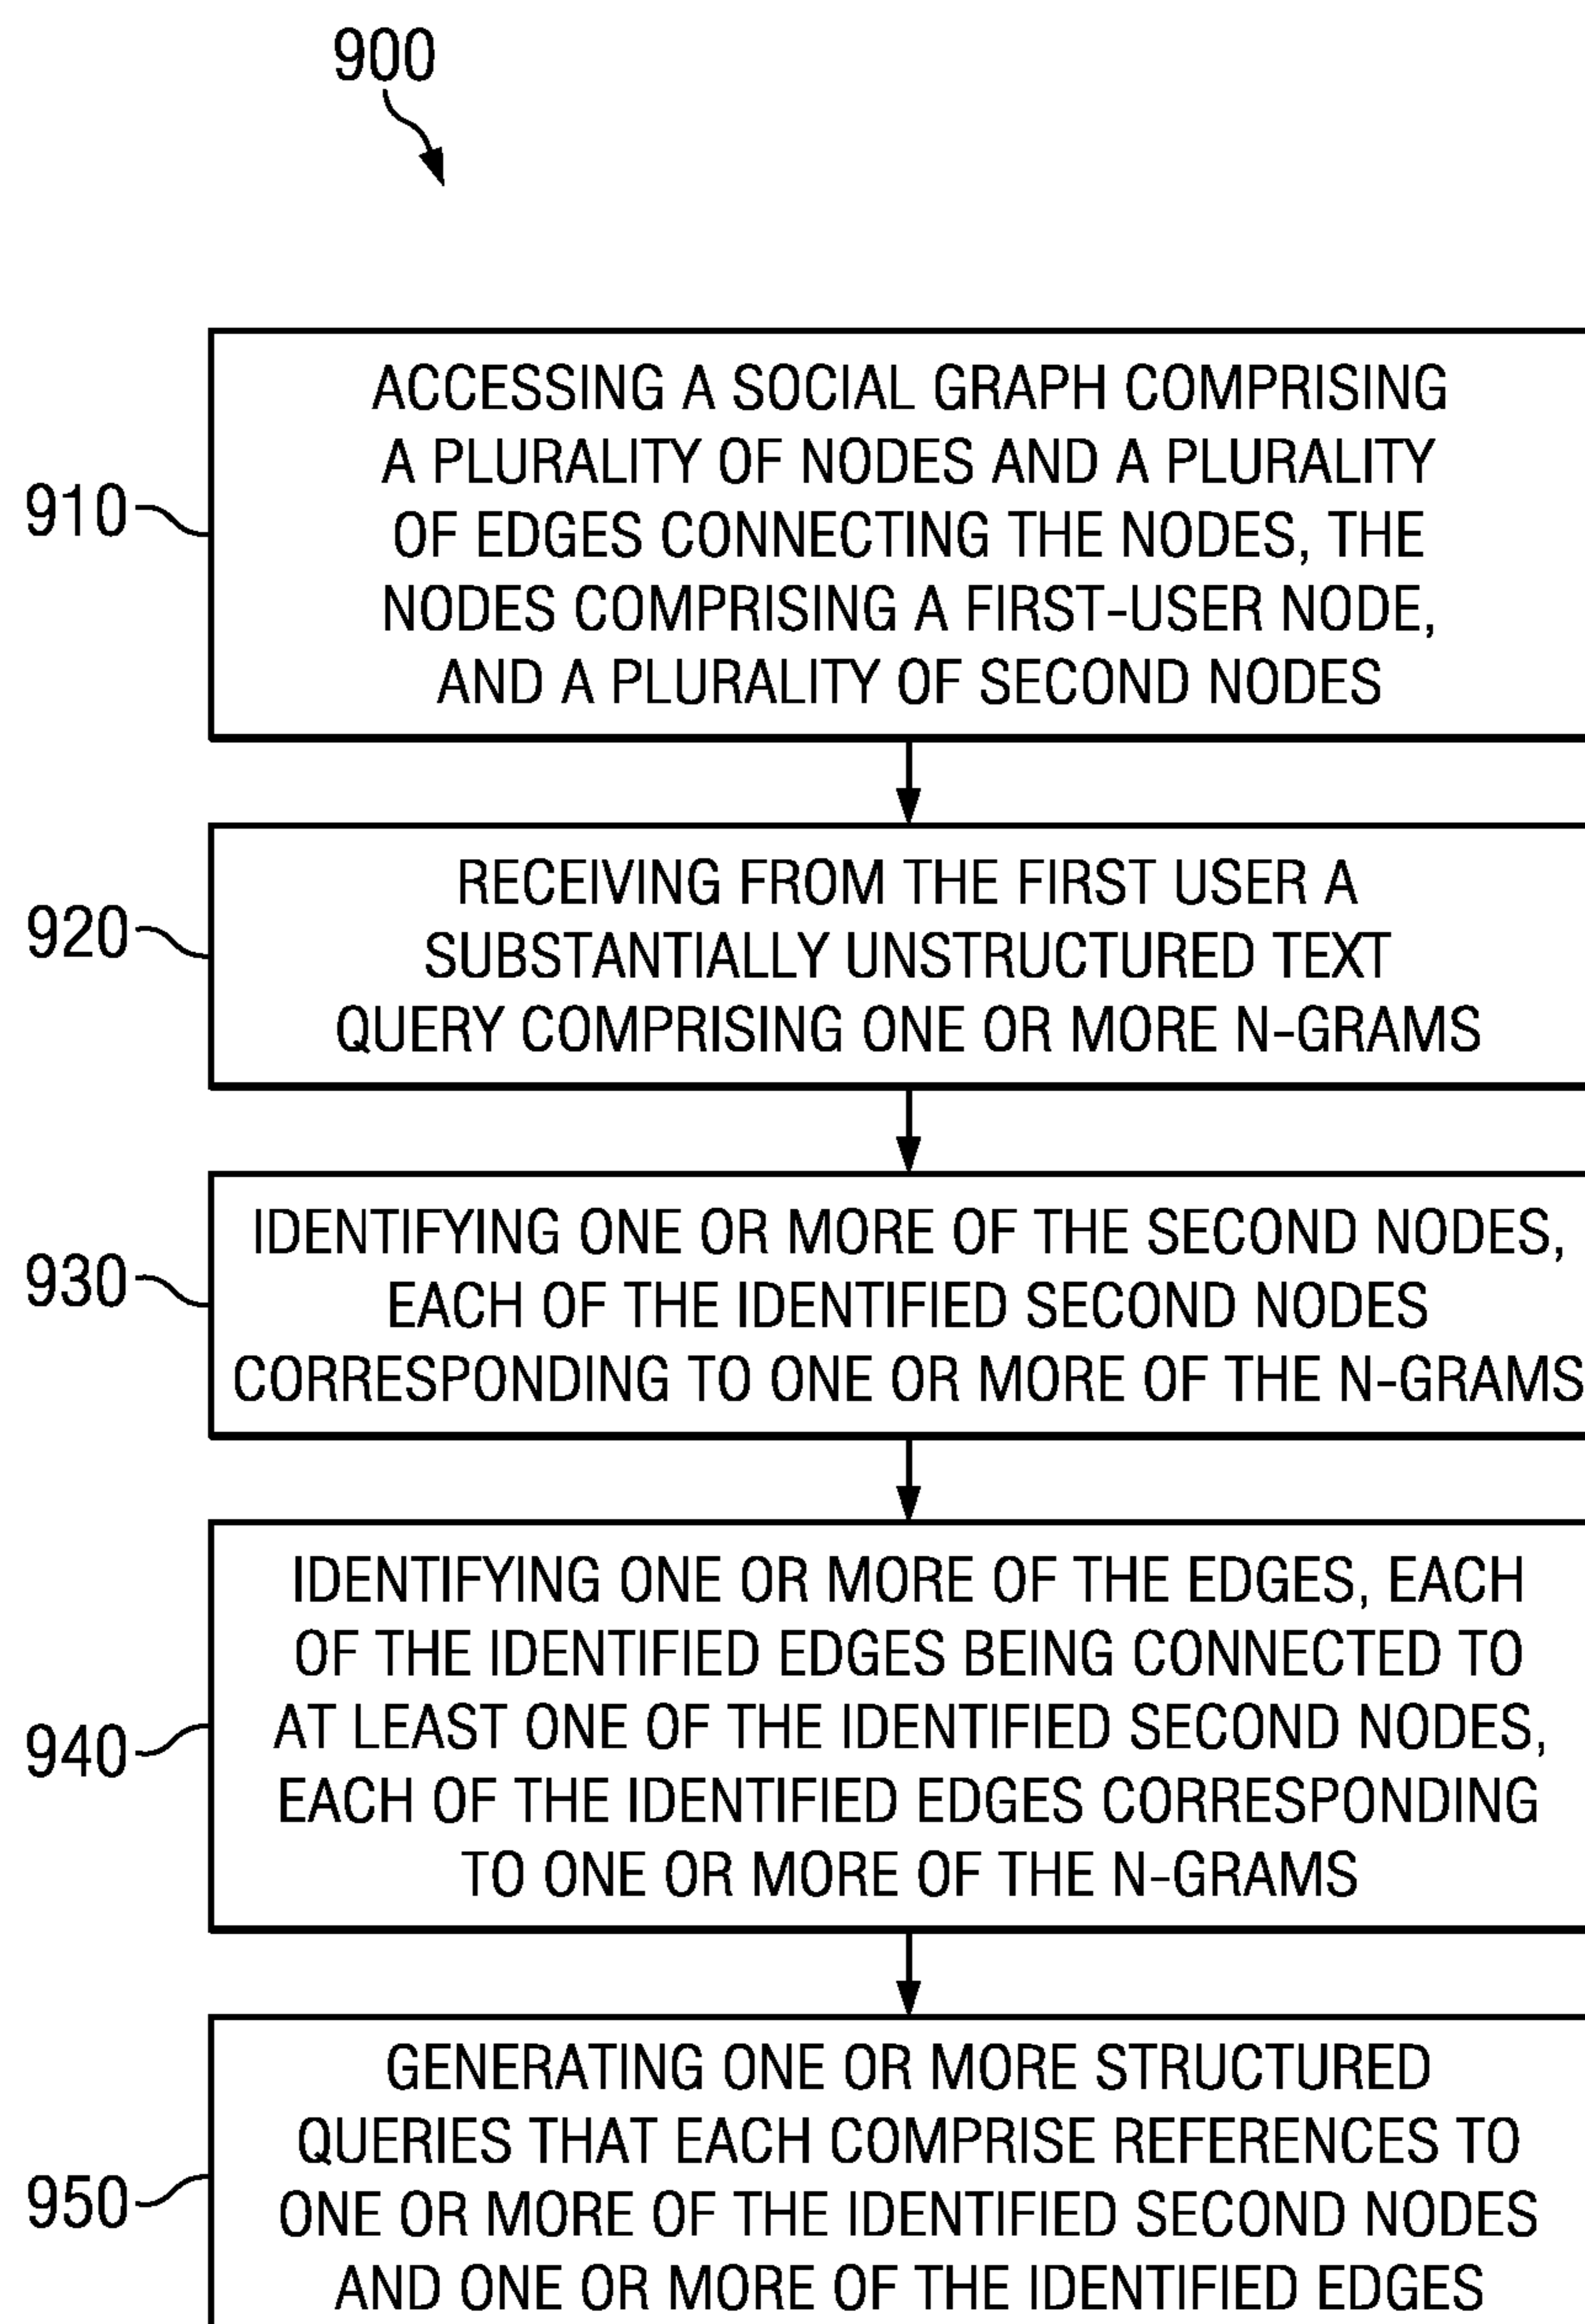 900
910
ACCESSING A SOCIAL GRAPH COMPRISING
A PLURALITY OF NODES AND A PLURALITY
OF EDGES CONNECTING THE NODES, THE
NODES COMPRISING A FIRST-USER NODE,
AND A PLURALITY OF SECOND NODES
920
RECEIVING FROM THE FIRST USER A
SUBSTANTIALLY UNSTRUCTURED TEXT
QUERY COMPRISING ONE OR MORE N-GRAMS
930
IDENTIFYING ONE OR MORE OF THE SECOND NODES,
EACH OF THE IDENTIFIED SECOND NODES
CORRESPONDING TO ONE OR MORE OF THE N-GRAMS
940
IDENTIFYING ONE OR MORE OF THE EDGES, EACH
OF THE IDENTIFIED EDGES BEING CONNECTED TO
AT LEAST ONE OF THE IDENTIFIED SECOND NODES,
EACH OF THE IDENTIFIED EDGES CORRESPONDING
TO ONE OR MORE OF THE N-GRAMS
950
GENERATING ONE OR MORE STRUCTURED
QUERIES THAT EACH COMPRISE REFERENCES TO
ONE OR MORE OF THE IDENTIFIED SECOND NODES
AND ONE OR MORE OF THE IDENTIFIED EDGES